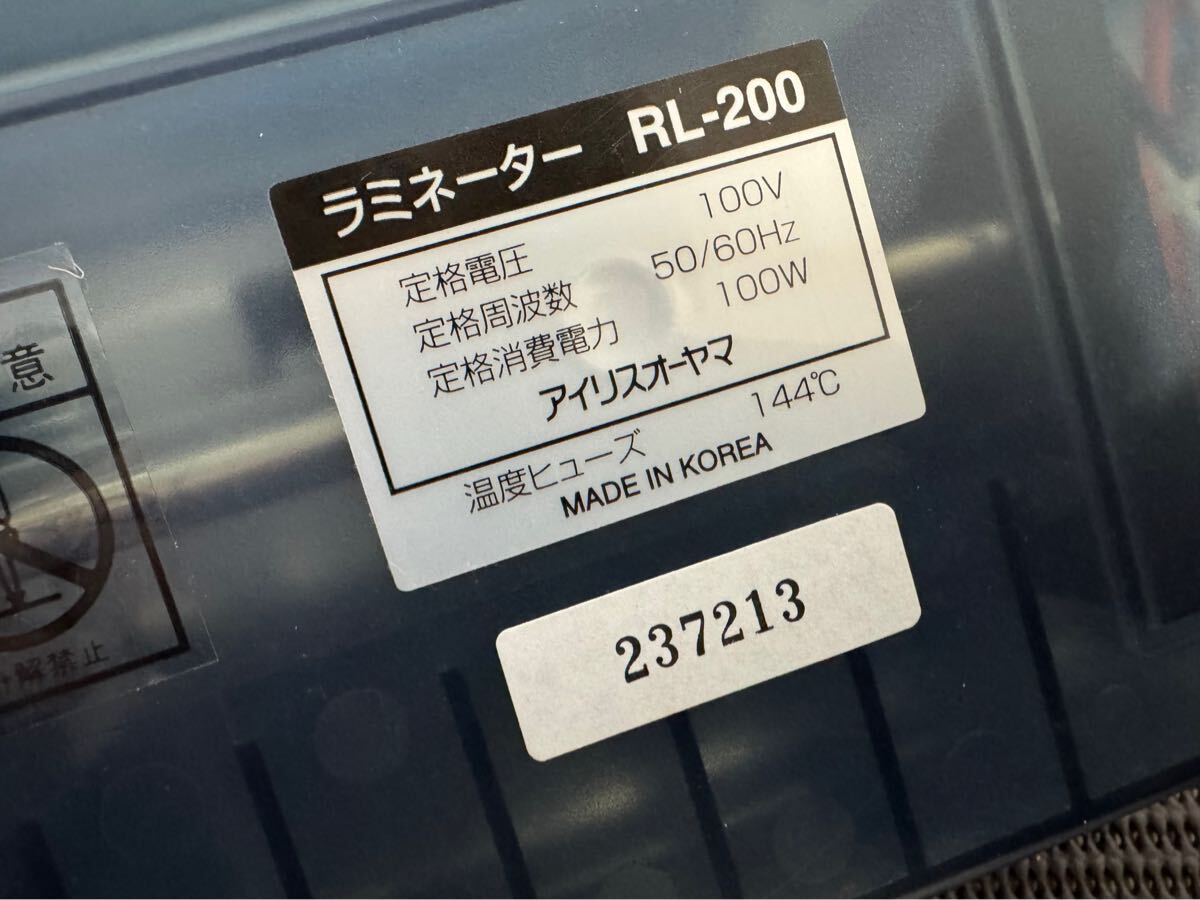 ラミネーター RL-200
定格電圧 100V
定格周波数 50/60Hz
定格消費電力 100W
アイリスオーヤマ
温度ヒューズ 144℃
MADE IN KOREA
237213
意
解禁止